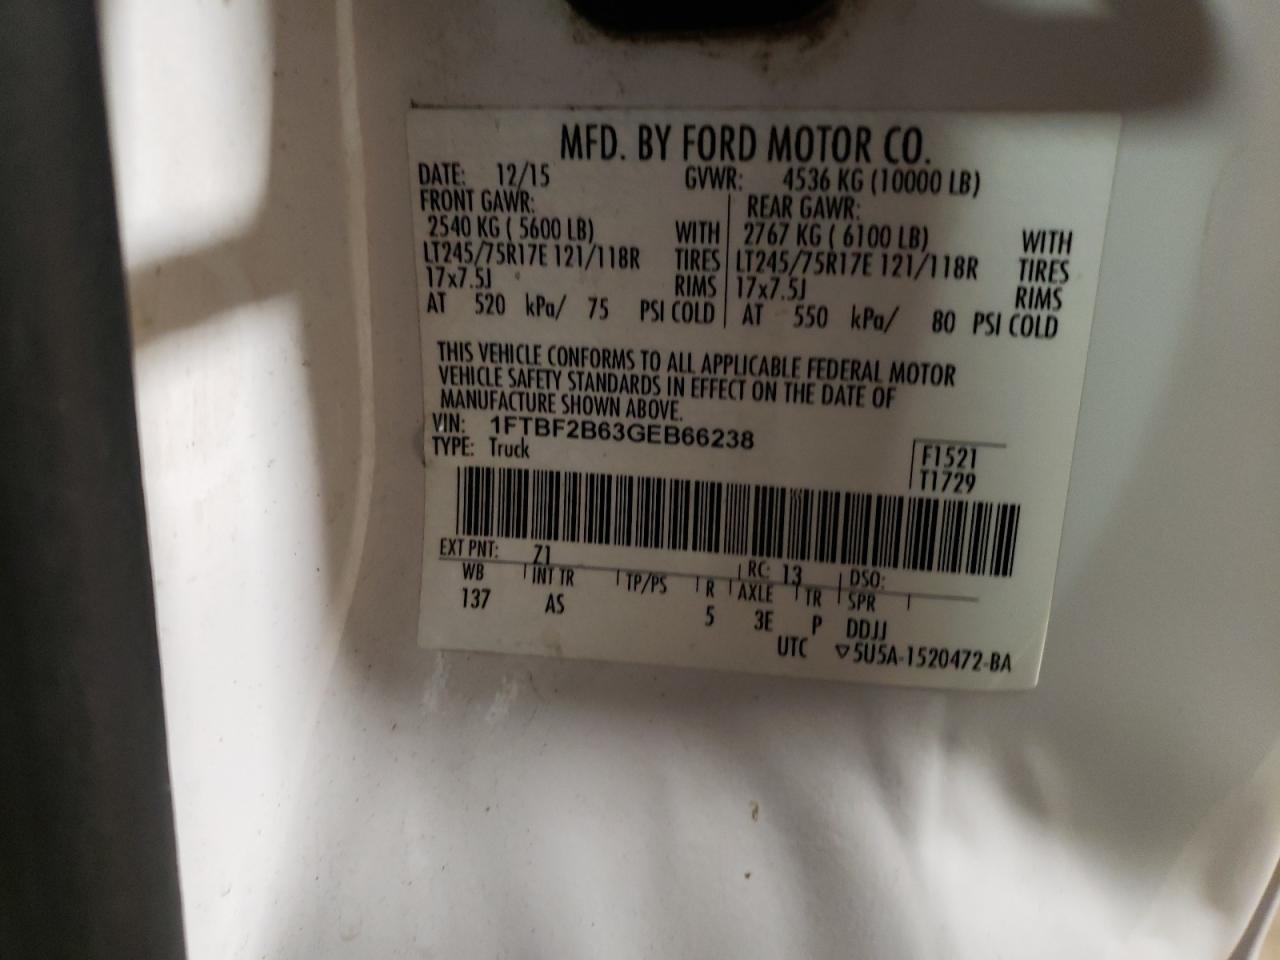 MFD. BY FORD MOTOR CO.
DATE: 12/15 GVWR: 4536 KG (10000 LB)
FRONT GAWR: REAR GAWR:
2540 KG ( 5600 LB) WITH 2767 KG ( 6100 LB) WITH
LT245/75R17E 121/118R TIRES LT245/75R17E 121/118R TIRES
17x7.5J RIMS 17x7.5J RIMS
AT 520 kPa/ 75 PSI COLD AT 550 kPa/ 80 PSI COLD
THIS VEHICLE CONFORMS TO ALL APPLICABLE FEDERAL MOTOR
VEHICLE SAFETY STANDARDS IN EFFECT ON THE DATE OF
MANUFACTURE SHOWN ABOVE.
VIN: 1FTBF2B63GEB66238
TYPE: Truck F1521
T1729
EXT PNT: Z1 RC: 13 DSO:
WB INT TR TP/PS R AXLE TR SPR
137 AS 5 3E P DDJJ
UTC ▽5U5A-1520472-BA